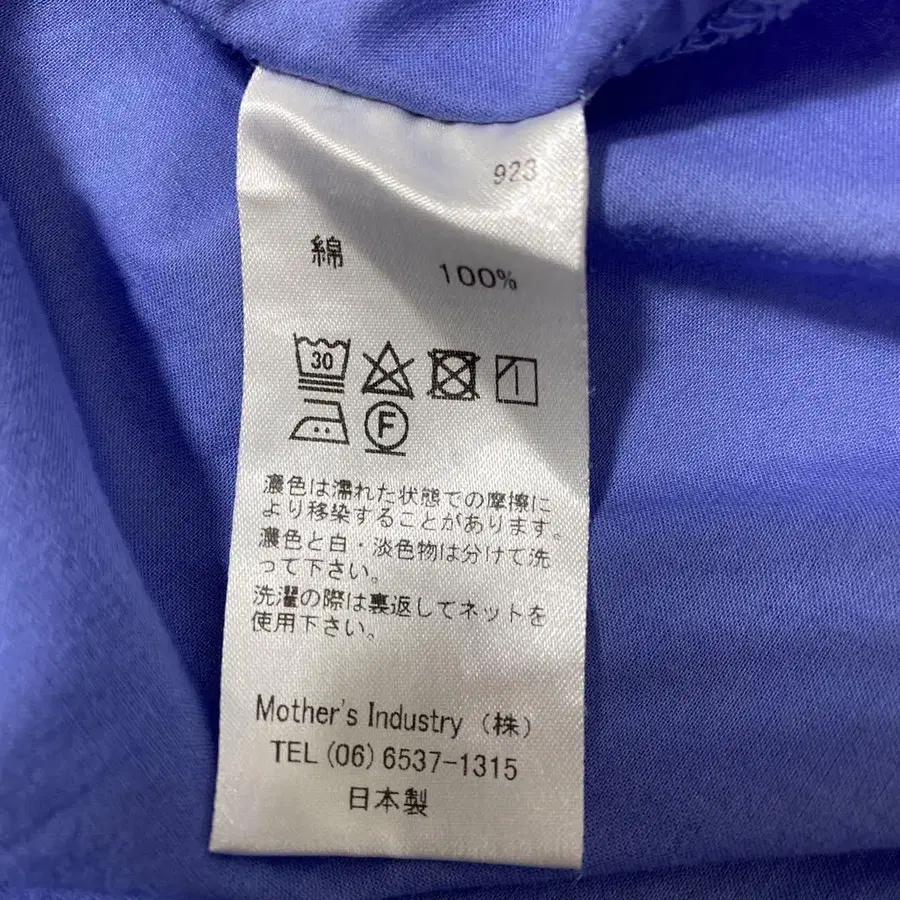 923
綿 100%
30
F
濃色は濡れた状態での摩擦に
より移染することがあります。
濃色と白・淡色物は分けて洗
って下さい。
洗濯の際は裏返してネットを
使用下さい。
Mother's Industry （株）
TEL (06) 6537-1315
日本製